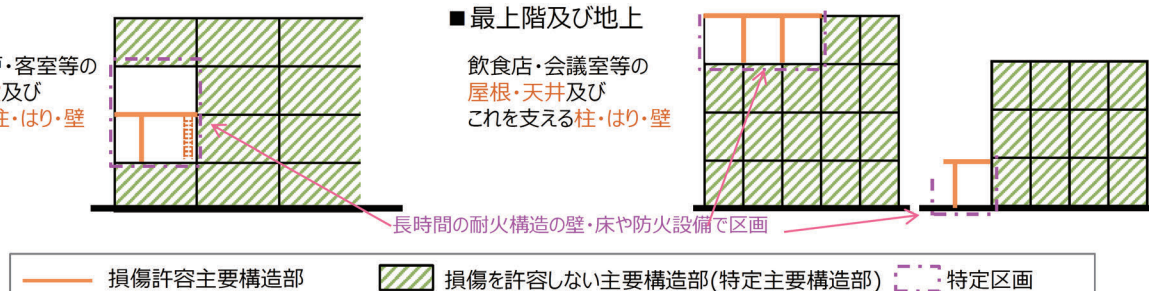 ・客室等の
及び
・はり・壁
■最上階及び地上
飲食店・会議室等の
屋根・天井及び
これを支える柱・はり・壁
長時間の耐火構造の壁・床や防火設備で区画
損傷許容主要構造部
損傷を許容しない主要構造部(特定主要構造部)
特定区画